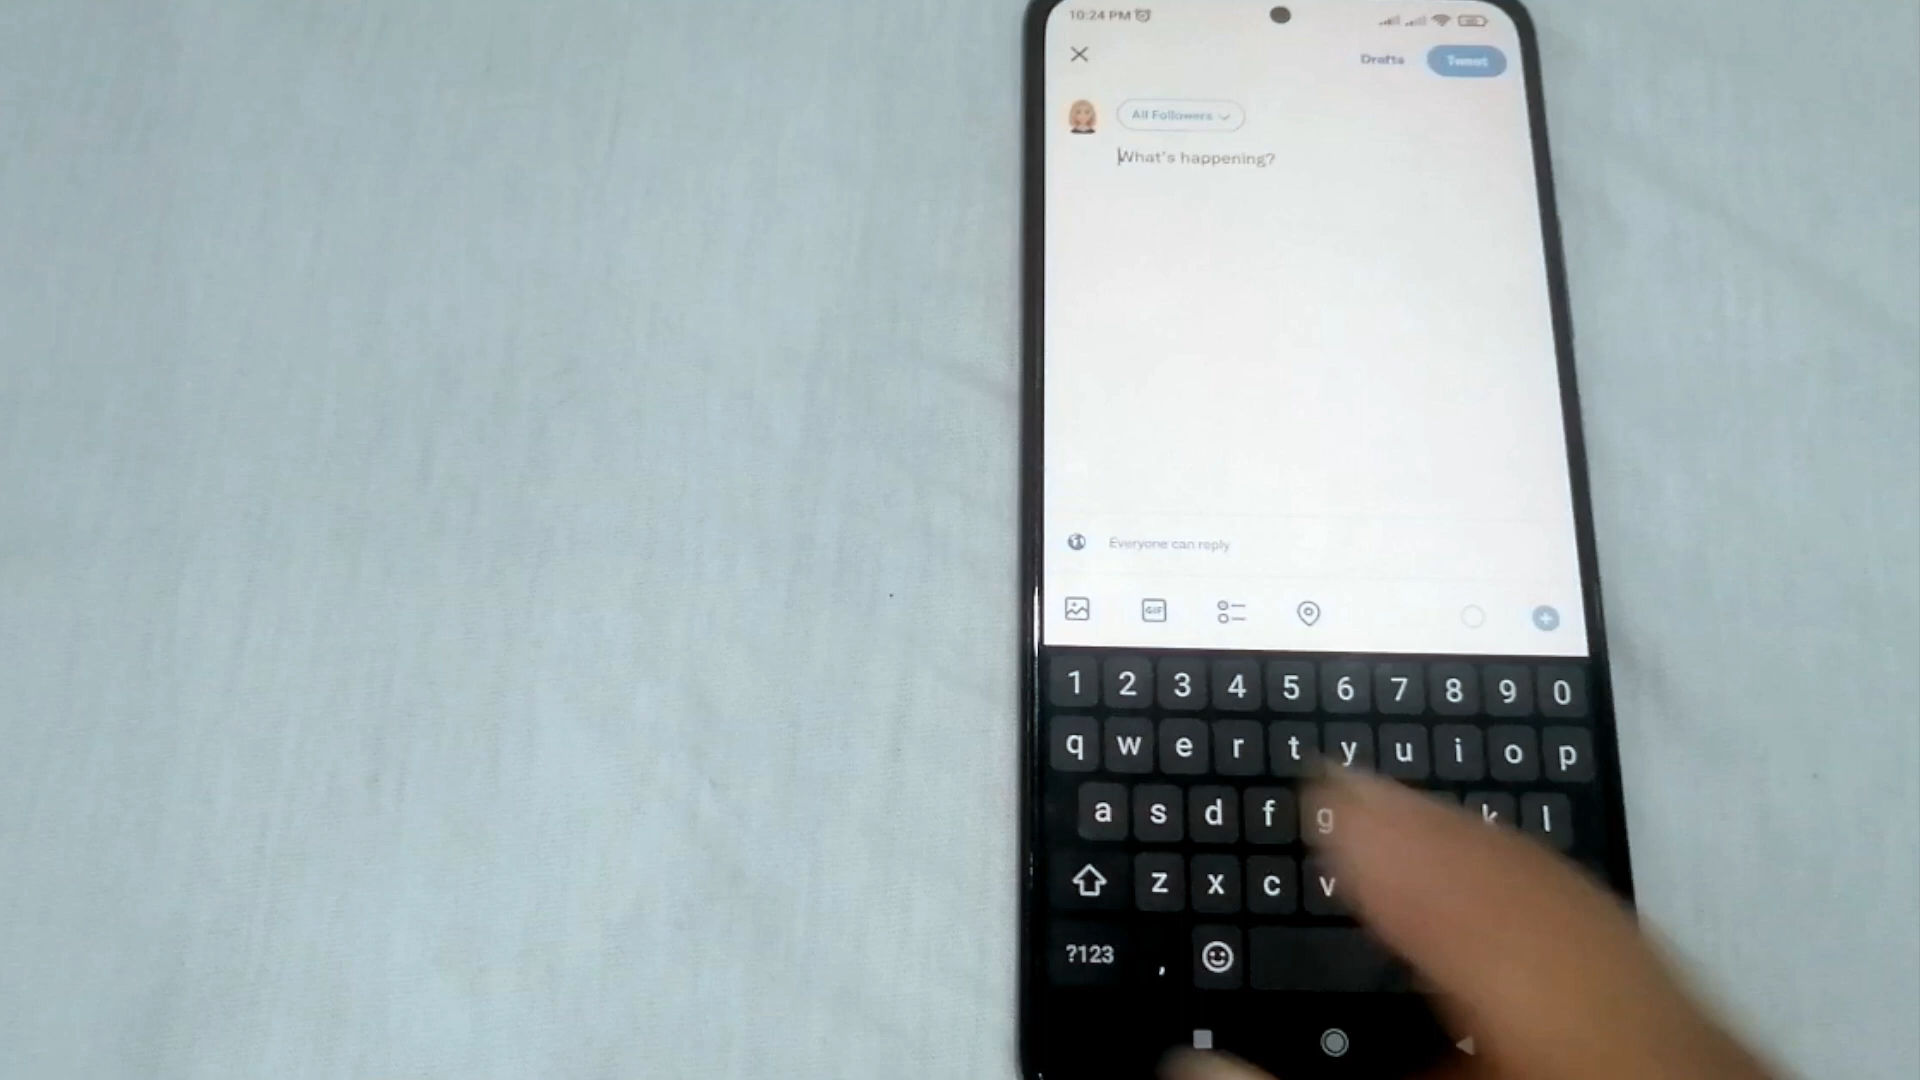 10:24 PM
Drafts Tweet
All Followers
What's happening?
Everyone can reply
GIF
1 2 3 4 5 6 7 8 9 0
q w e r t y u i o p
a s d f g k l
z x c v
?123 ,